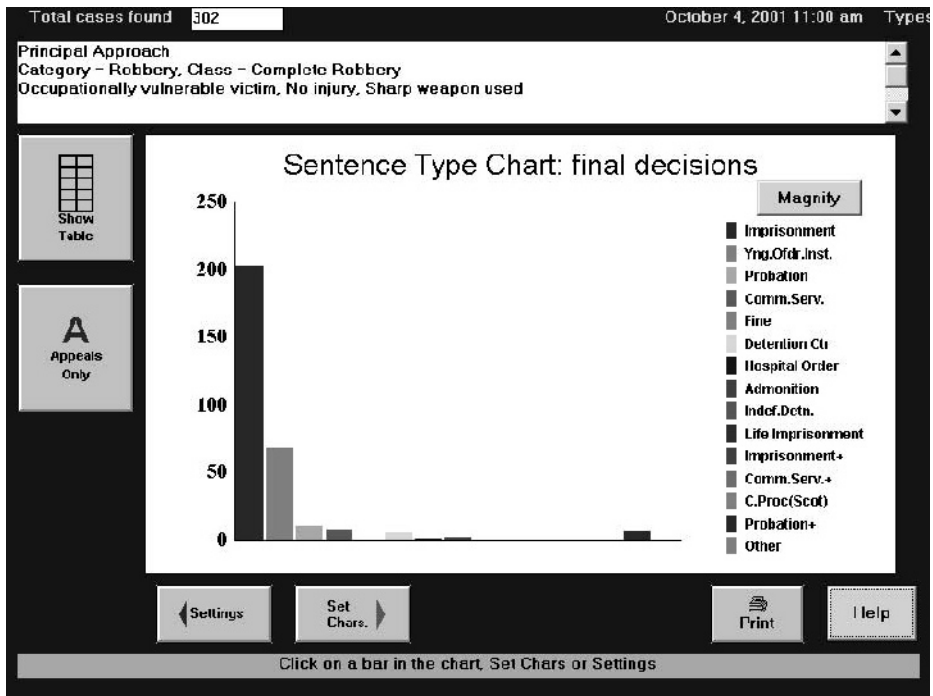 Total cases found 302 October 4, 2001 11:00 am Types
Principal Approach
Category - Robbery, Class - Complete Robbery
Occupationally vulnerable victim, No injury, Sharp weapon used
Show
Table
A
Appeals
Only
Sentence Type Chart: final decisions
Magnify
250
200
150
100
50
0
Imprisonment
Yng.Ofdr.Inst.
Probation
Comm.Serv.
Fine
Detention Ctr
Hospital Order
Admonition
Indef.Detn.
Life Imprisonment
Imprisonment+
Comm.Serv.+
C.Proc(Scot)
Probation+
Other
Settings
Set
Chars.
Print
Help
Click on a bar in the chart, Set Chars or Settings